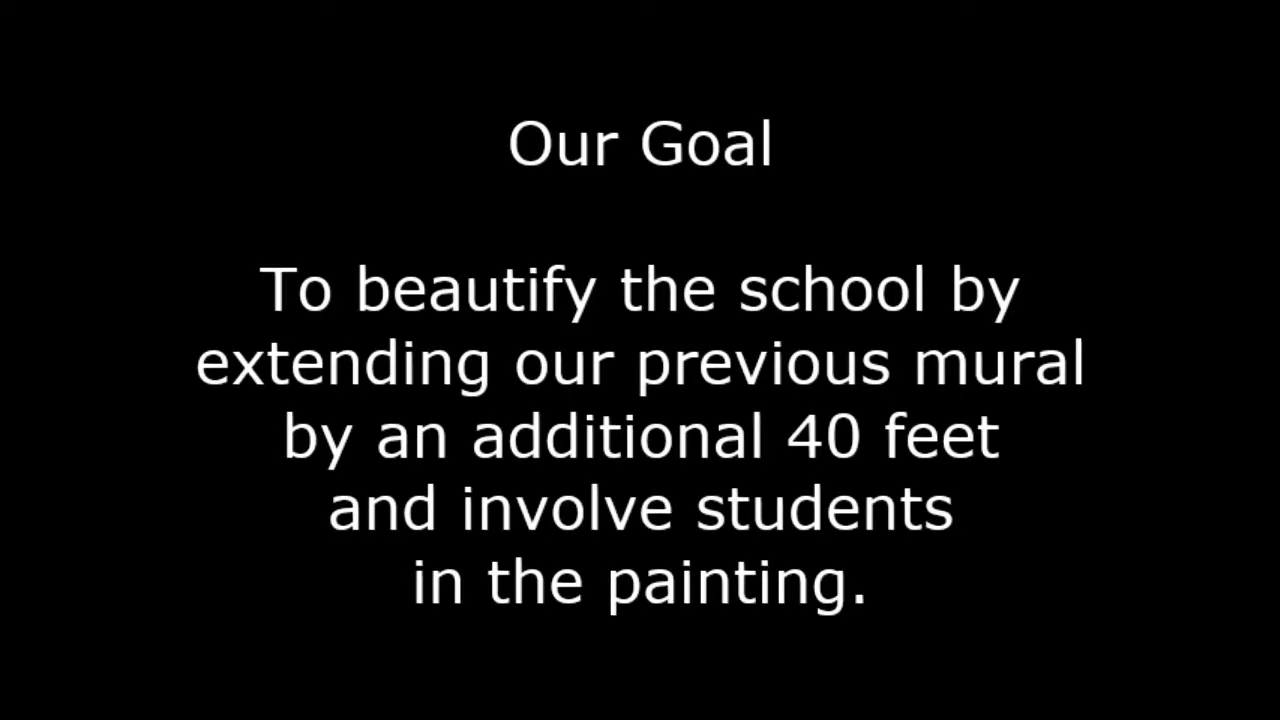 Our Goal
To beautify the school by
extending our previous mural
by an additional 40 feet
and involve students
in the painting.